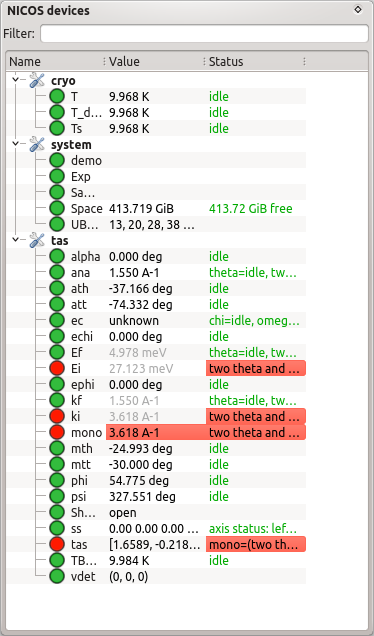 NICOS devices
Filter:
Name Value Status
cryo
T 9.968 K idle
T_d... 9.968 K idle
Ts 9.968 K idle
system
demo
Exp
Sa...
Space 413.719 GiB 413.72 GiB free
UB... 13, 20, 28, 38 ...
tas
alpha 0.000 deg idle
ana 1.550 A-1 theta=idle, tw...
ath -37.166 deg idle
att -74.332 deg idle
ec unknown chi=idle, omeg...
echi 0.000 deg idle
Ef 4.978 meV theta=idle, tw...
Ei 27.123 meV two theta and ...
ephi 0.000 deg idle
kf 1.550 A-1 theta=idle, tw...
ki 3.618 A-1 two theta and ...
mono 3.618 A-1 two theta and ...
mth -24.993 deg idle
mtt -30.000 deg idle
phi 54.775 deg idle
psi 327.551 deg idle
Sh... open
ss 0.00 0.00 0.00 ... axis status: lef...
tas [1.6589, -0.218... mono=(two th...
TB... 9.984 K idle
vdet (0, 0, 0)